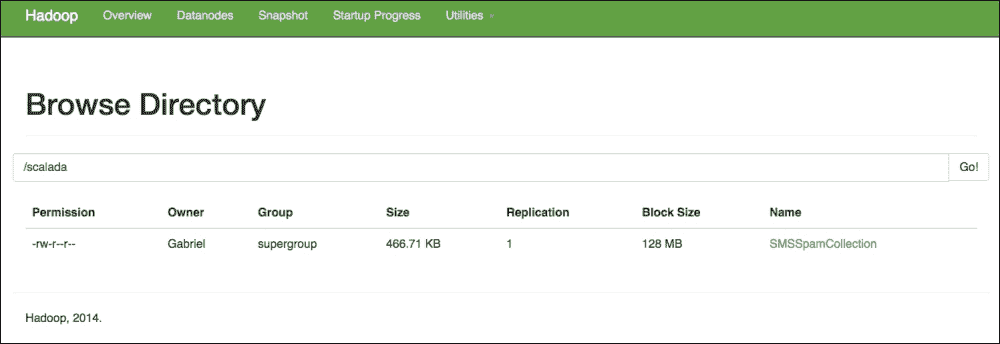 Hadoop Overview Datanodes Snapshot Startup Progress Utilities
Browse Directory
/scalada Go!
Permission Owner Group Size Replication Block Size Name
-rw-r--r-- Gabriel supergroup 466.71 KB 1 128 MB SMSSpamCollection
Hadoop, 2014.